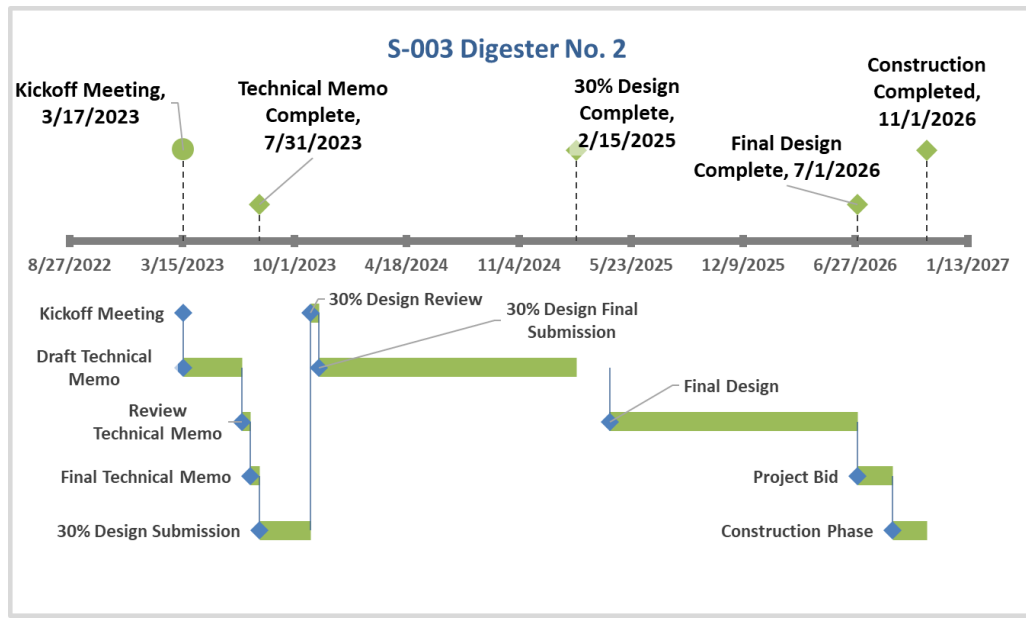 S-003 Digester No. 2
Kickoff Meeting,
3/17/2023
Technical Memo
Complete,
7/31/2023
30% Design
Complete,
2/15/2025
Final Design
Complete, 7/1/2026
Construction
Completed,
11/1/2026
8/27/2022
3/15/2023
10/1/2023
4/18/2024
11/4/2024
5/23/2025
12/9/2025
6/27/2026
1/13/2027
Kickoff Meeting
30% Design Review
30% Design Final
Submission
Draft Technical
Memo
Final Design
Review
Technical Memo
Final Technical Memo
Project Bid
30% Design Submission
Construction Phase